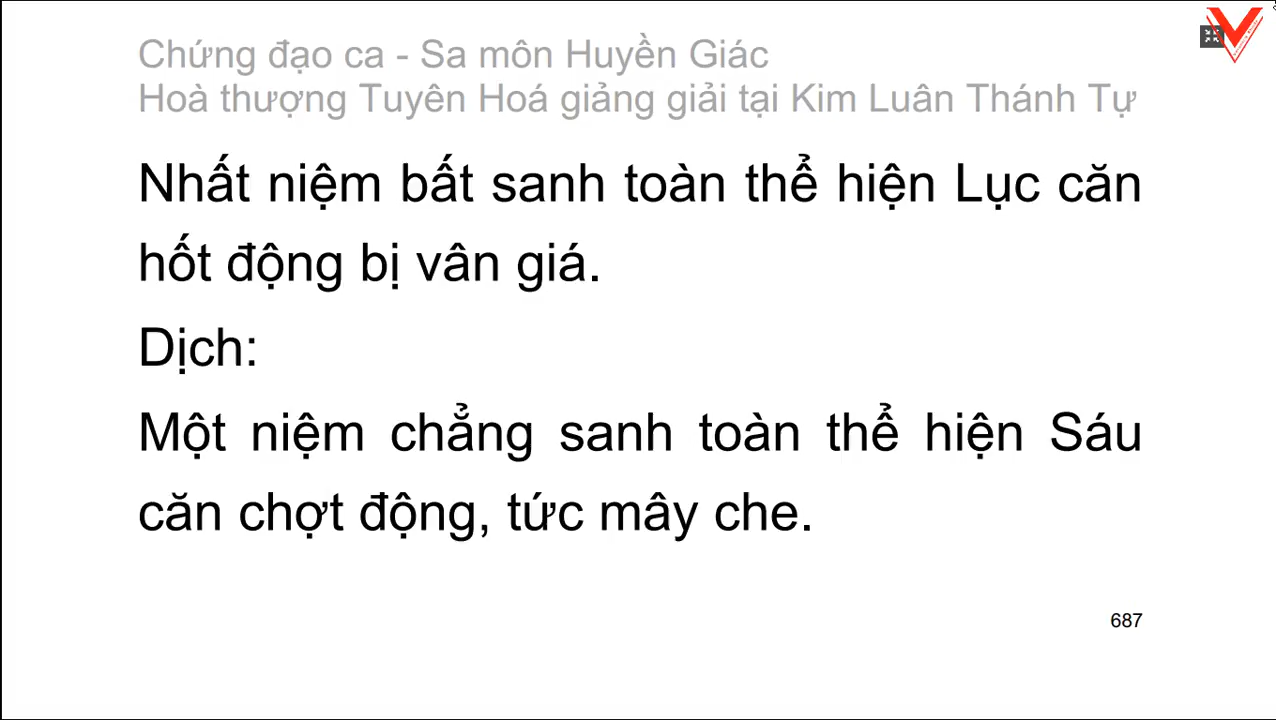 Chứng đạo ca - Sa môn Huyền Giác
Hoà thượng Tuyên Hoá giảng giải tại Kim Luân Thánh Tự
Nhất niệm bất sanh toàn thể hiện Lục căn
hốt động bị vân giá.
Dịch:
Một niệm chẳng sanh toàn thể hiện Sáu
căn chợt động, tức mây che.
687